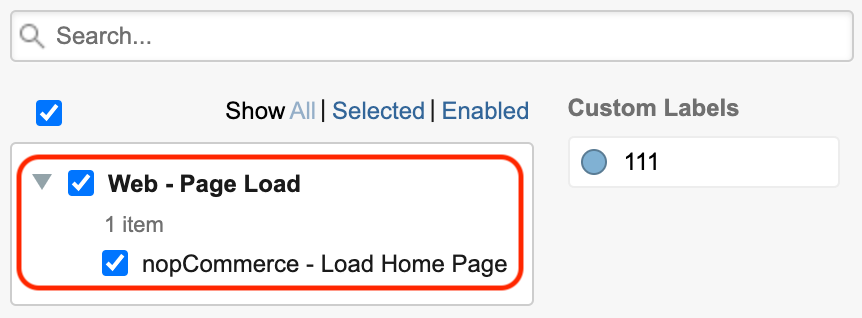 Search...
Show All | Selected | Enabled
Custom Labels
111
Web - Page Load
1 item
nopCommerce - Load Home Page